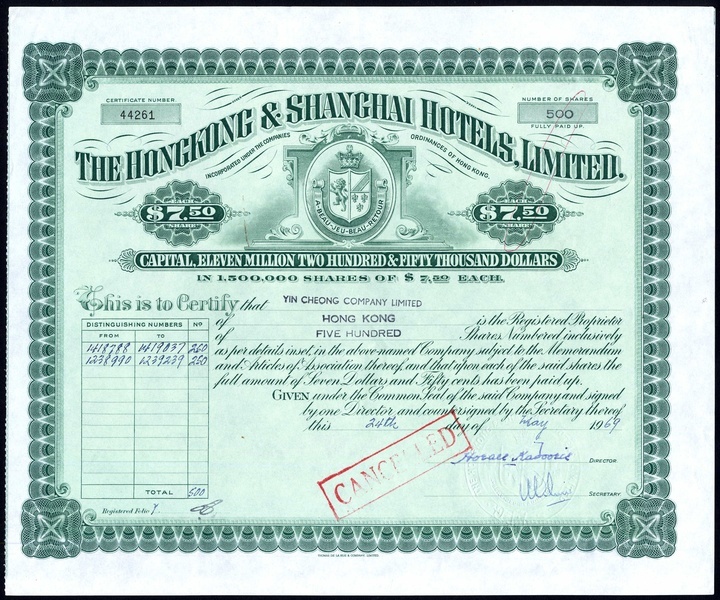 CERTIFICATE NUMBER.
44261
NUMBER OF SHARES
500
FULLY PAID UP.
THE HONGKONG & SHANGHAI HOTELS, LIMITED.
INCORPORATED UNDER THE COMPANIES ORDINANCES OF HONG KONG.
A·BEAU·JEU·BEAU·RETOUR
EACH
$7.50
SHARE
EACH
$7.50
SHARE
CAPITAL, ELEVEN MILLION TWO HUNDRED & FIFTY THOUSAND DOLLARS
IN 1,500,000 SHARES OF $ 7.50 EACH.
This is to Certify that YIN CHEONG COMPANY LIMITED
of HONG KONG is the Registered Proprietor
of FIVE HUNDRED Shares Numbered inclusively
as per details inset, in the above-named Company subject to the Memorandum
and Articles of Association thereof, and that upon each of the said shares the
full amount of Seven Dollars and Fifty cents has been paid up.
GIVEN under the Common Seal of the said Company and signed
by one Director and countersigned by the Secretary thereof
this 24th day of May 1969
DISTINGUISHING NUMBERS Nº
FROM TO
1418788 1419037 250
1238990 1239239 250
TOTAL 500
Registered Folio
CANCELLED
Horace Kadoorie DIRECTOR
SECRETARY